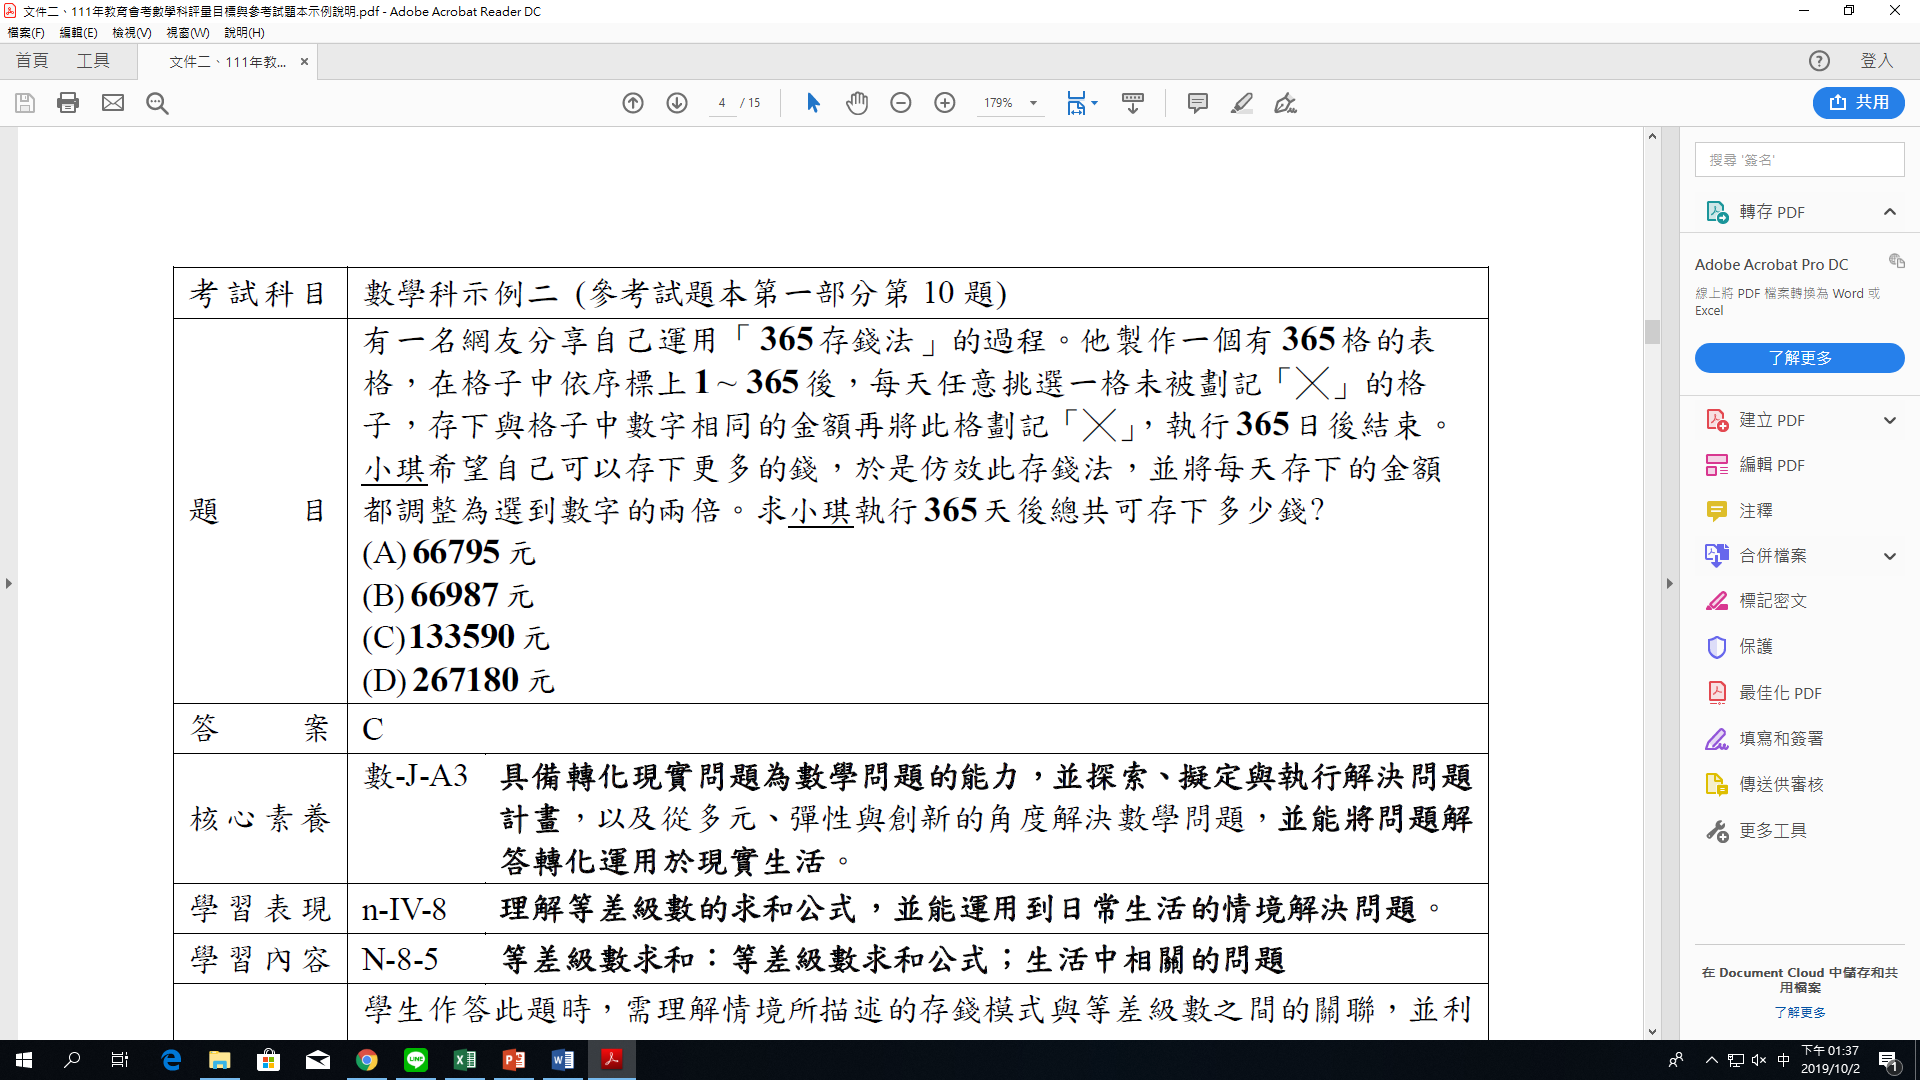 文件二、111年教育會考數學科評量目標與參考試題本示例說明.pdf - Adobe Acrobat Reader DC
檔案(F) 編輯(E) 檢視(V) 視窗(W) 說明(H)
首頁 工具 文件二、111年教... × 登入
4 / 15 179% 共用
搜尋 '簽名'
轉存 PDF
Adobe Acrobat Pro DC
線上將 PDF 檔案轉換為 Word 或
Excel
了解更多
建立 PDF
編輯 PDF
注釋
合併檔案
標記密文
保護
最佳化 PDF
填寫和簽署
傳送供審核
更多工具
在 Document Cloud 中儲存和共
用檔案
了解更多
考試科目 數學科示例二 (參考試題本第一部分第 10 題)
題目
有一名網友分享自己運用「365存錢法」的過程。他製作一個有365格的表
格，在格子中依序標上1~365後，每天任意挑選一格未被劃記「╳」的格
子，存下與格子中數字相同的金額再將此格劃記「╳」，執行365日後結束。
小琪希望自己可以存下更多的錢，於是仿效此存錢法，並將每天存下的金額
都調整為選到數字的兩倍。求小琪執行365天後總共可存下多少錢?
(A) 66795 元
(B) 66987 元
(C) 133590 元
(D) 267180 元
答案 C
核心素養
數-J-A3 具備轉化現實問題為數學問題的能力，並探索、擬定與執行解決問題
計畫，以及從多元、彈性與創新的角度解決數學問題，並能將問題解
答轉化運用於現實生活。
學習表現 n-IV-8 理解等差級數的求和公式，並能運用到日常生活的情境解決問題。
學習內容 N-8-5 等差級數求和：等差級數求和公式；生活中相關的問題
學生作答此題時，需理解情境所描述的存錢模式與等差級數之間的關聯，並利
中 下午 01:37
2019/10/2
1